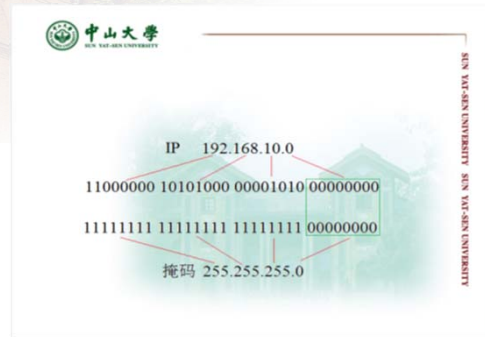 中山大學
SUN YAT-SEN UNIVERSITY
IP 192.168.10.0
11000000 10101000 00001010 00000000
11111111 11111111 11111111 00000000
掩码 255.255.255.0
SUN YAT-SEN UNIVERSITY SUN YAT-SEN UNIVERSITY